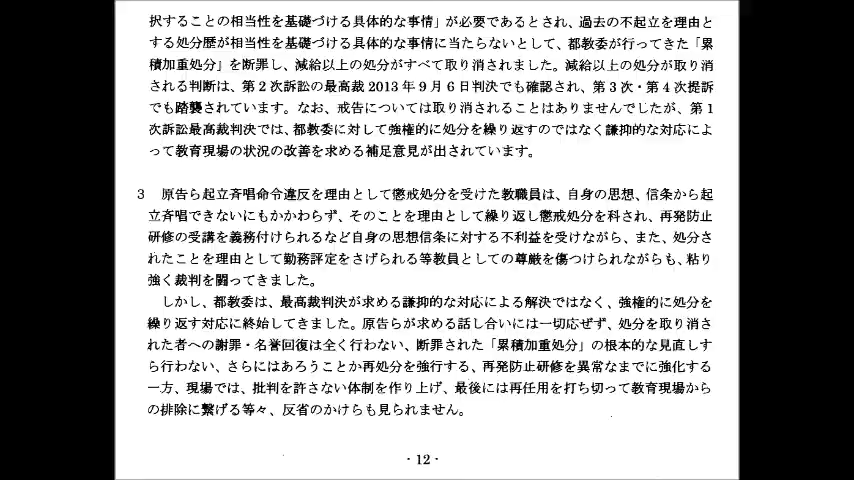 択することの相当性を基礎づける具体的な事情」が必要であるとされ、過去の不起立を理由と
する処分歴が相当性を基礎づける具体的な事情に当たらないとして、都教委が行ってきた「累
積加重処分」を断罪し、減給以上の処分がすべて取り消されました。減給以上の処分が取り消
される判断は、第2次訴訟の最高裁2013年9月6日判決でも確認され、第3次・第4次提訴
でも踏襲されています。なお、戒告については取り消されることはありませんでしたが、第1
次訴訟最高裁判決では、都教委に対して強権的に処分を繰り返すのではなく謙抑的な対応によ
って教育現場の状況の改善を求める補足意見が出されています。
3 原告ら起立斉唱命令違反を理由として懲戒処分を受けた教職員は、自身の思想、信条から起
立斉唱できないにもかかわらず、そのことを理由として繰り返し懲戒処分を科され、再発防止
研修の受講を義務付けられるなど自身の思想信条に対する不利益を受けながら、また、処分さ
れたことを理由として勤務評定をさげられる等教員としての尊厳を傷つけられながらも、粘り
強く裁判を闘ってきました。
しかし、都教委は、最高裁判決が求める謙抑的な対応による解決ではなく、強権的に処分を
繰り返す対応に終始してきました。原告らが求める話し合いには一切応ぜず、処分を取り消さ
れた者への謝罪・名誉回復は全く行わない、断罪された「累積加重処分」の根本的な見直しす
ら行わない、さらにはあろうことか再処分を強行する、再発防止研修を異常なまでに強化する
一方、現場では、批判を許さない体制を作り上げ、最後には再任用を打ち切って教育現場から
の排除に繋げる等々、反省のかけらも見られません。
- 12 -